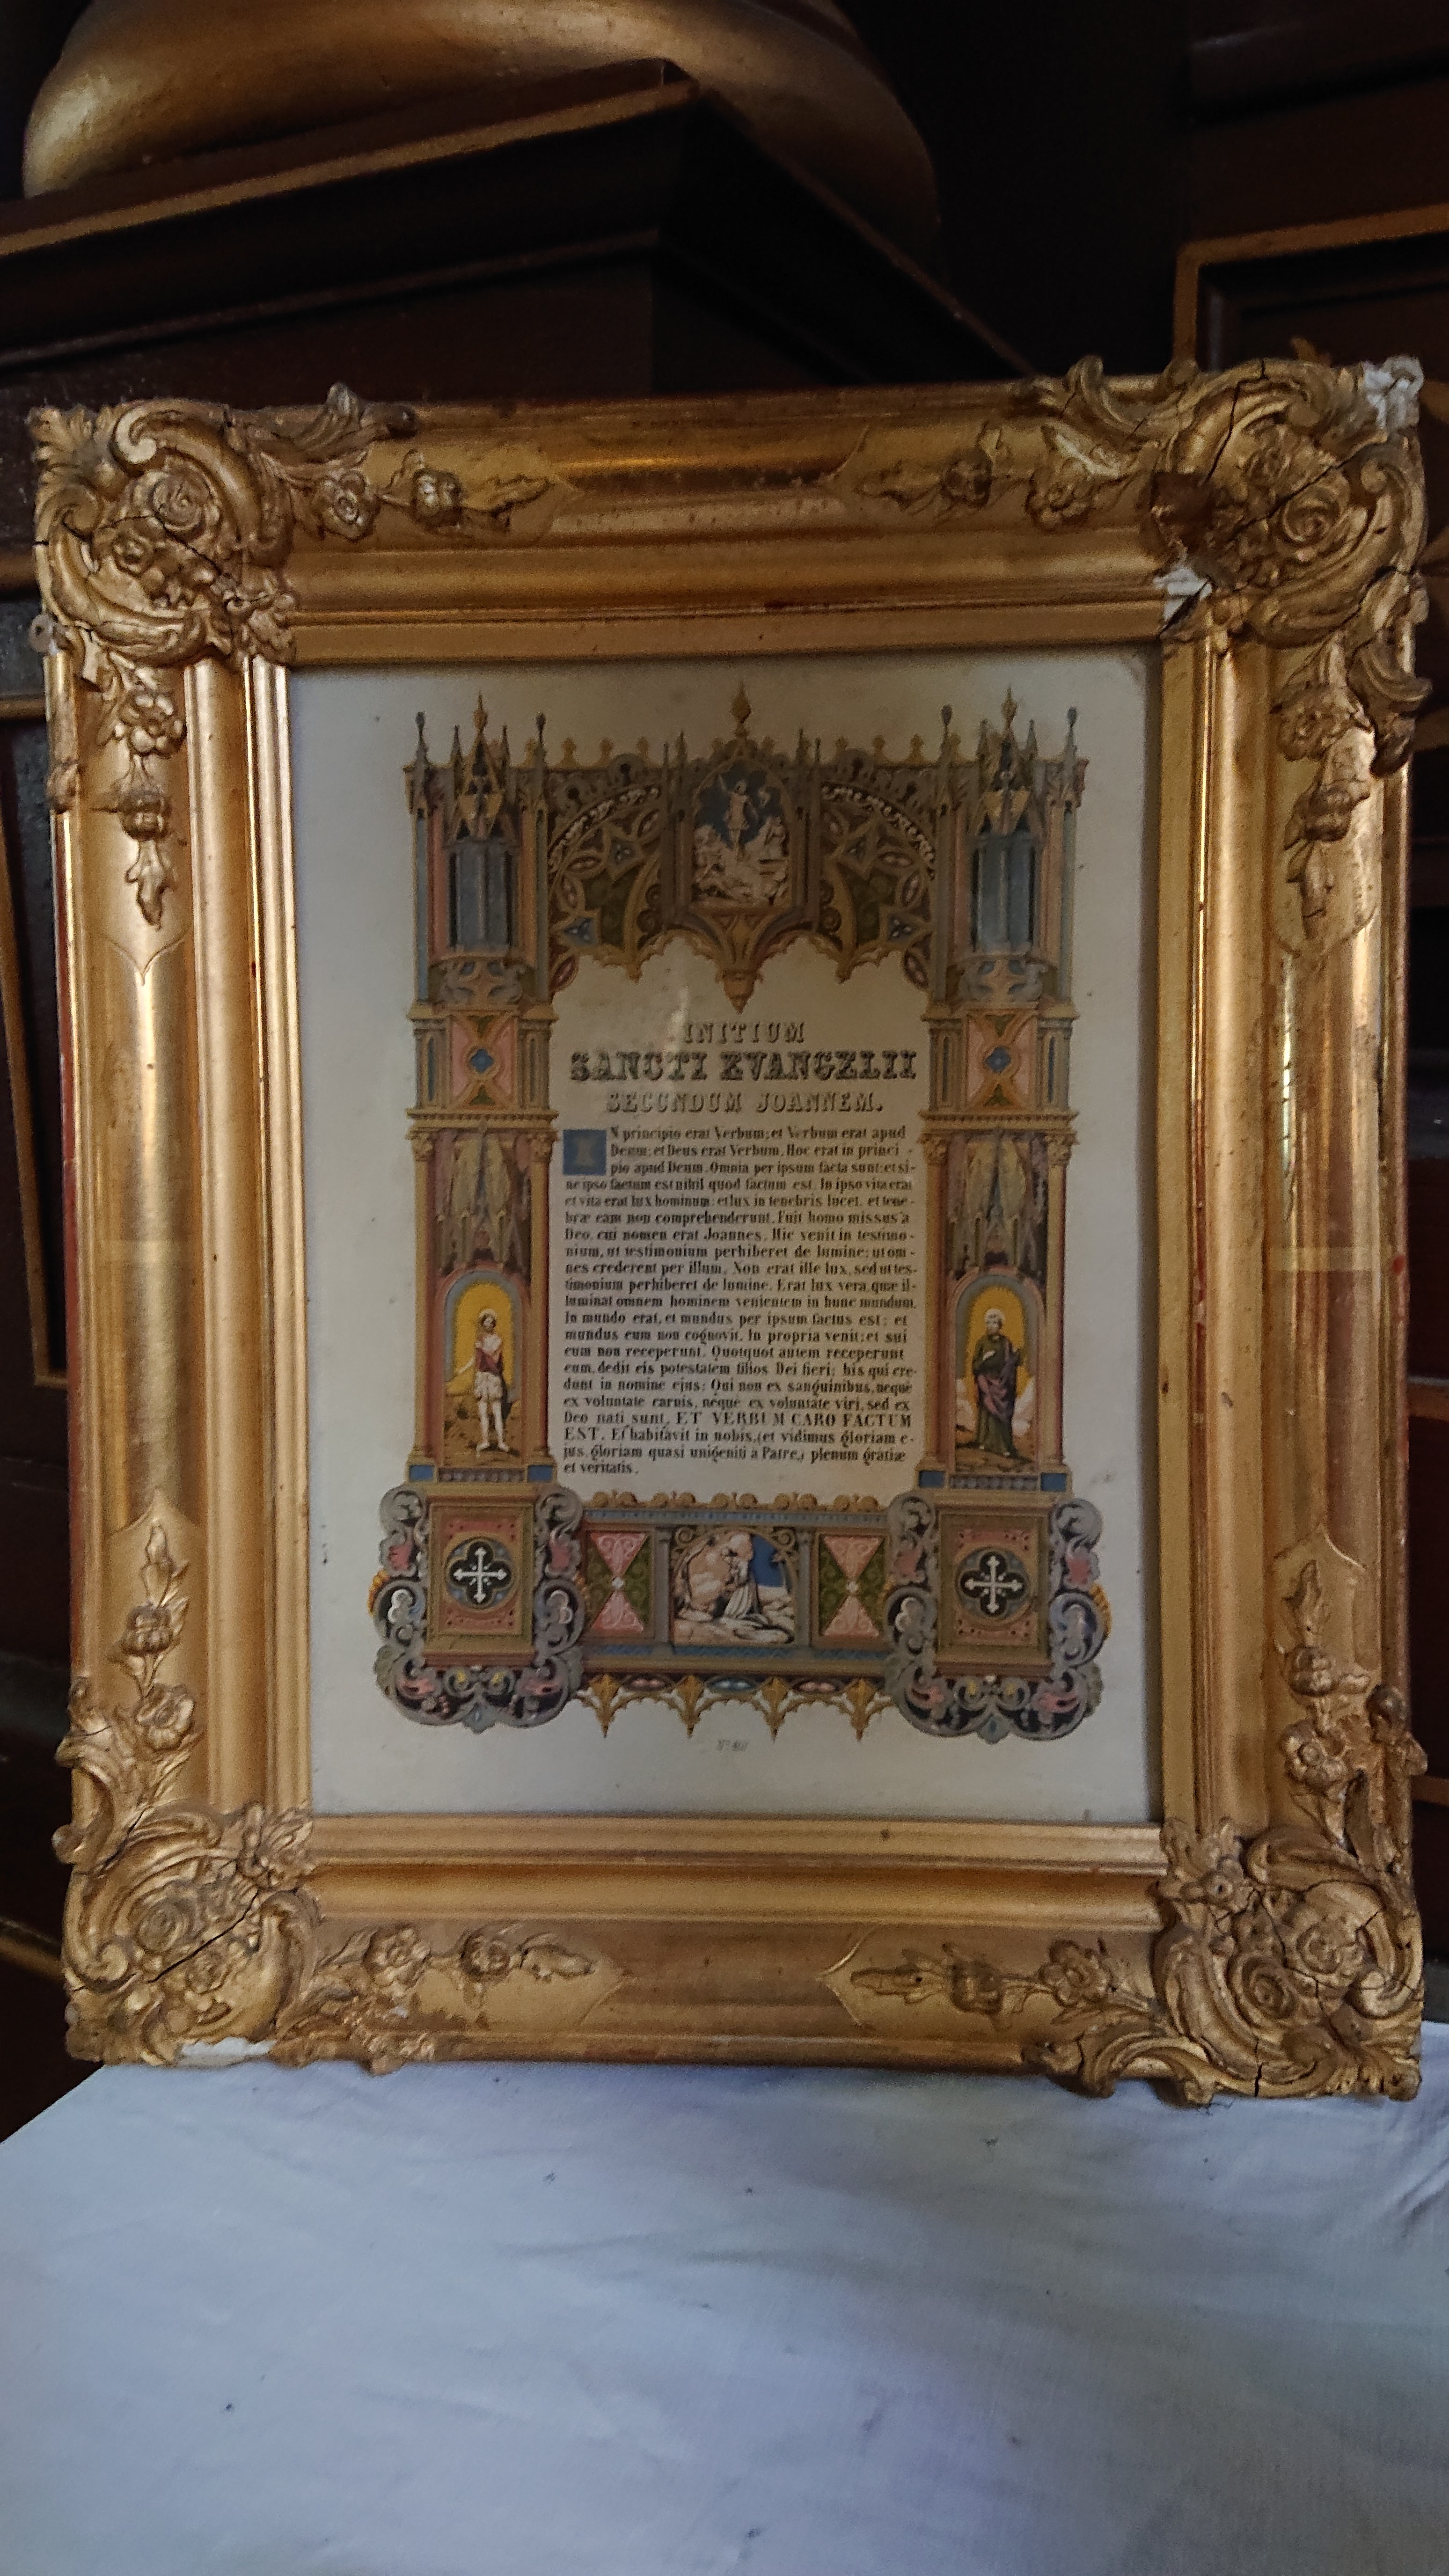 INITIUM
SANCTI EVANGELII
SECUNDUM JOANNEM.
IN principio erat Verbum; et Verbum erat apud
Deum; et Deus erat Verbum. Hoc erat in princi-
pio apud Deum. Omnia per ipsum facta sunt: et si-
ne ipso factum est nihil quod factum est. In ipso vita erat
et vita erat lux hominum: et lux in tenebris lucet, et tene-
bræ eam non comprehenderunt. Fuit homo missus à
Deo, cui nomen erat Joannes. Hic venit in testimo-
nium, ut testimonium perhiberet de lumine: ut om-
nes crederent per illum. Non erat ille lux, sed ut tes-
timonium perhiberet de lumine. Erat lux vera, quæ il-
luminat omnem hominem venientem in hunc mundum.
In mundo erat, et mundus per ipsum factus est; et
mundus eum non cognovit. In propria venit; et sui
eum non receperunt. Quotquot autem receperunt
eum, dedit eis potestatem filios Dei fieri; his qui cre-
dunt in nomine ejus: Qui non ex sanguinibus, neque
ex voluntate carnis, neque ex voluntate viri, sed ex
Deo nati sunt. ET VERBUM CARO FACTUM
EST. Et habitavit in nobis, (et vidimus gloriam e-
jus, gloriam quasi unigeniti à Patre,) plenum gratiæ
et veritatis.